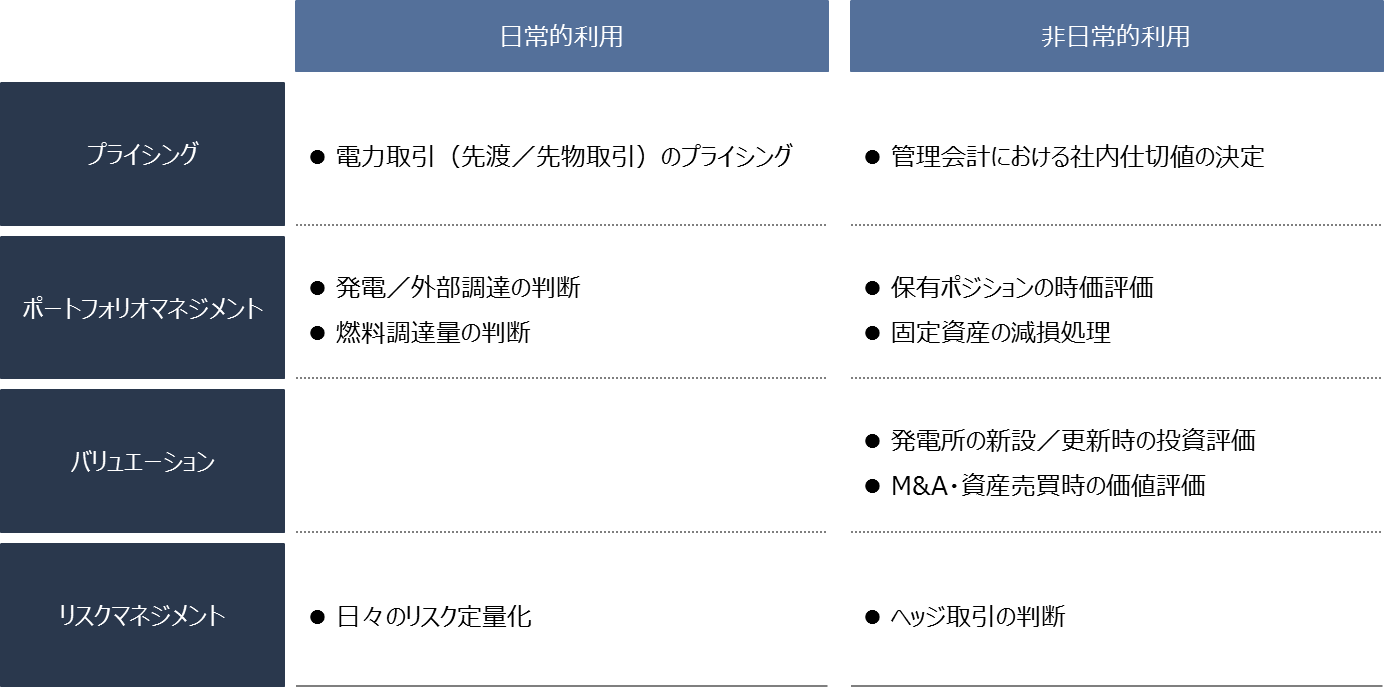 日常的利用
非日常的利用
プライシング
● 電力取引（先渡／先物取引）のプライシング
● 管理会計における社内仕切値の決定
ポートフォリオマネジメント
● 発電／外部調達の判断
● 燃料調達量の判断
● 保有ポジションの時価評価
● 固定資産の減損処理
バリュエーション
● 発電所の新設／更新時の投資評価
● M&A・資産売買時の価値評価
リスクマネジメント
● 日々のリスク定量化
● ヘッジ取引の判断